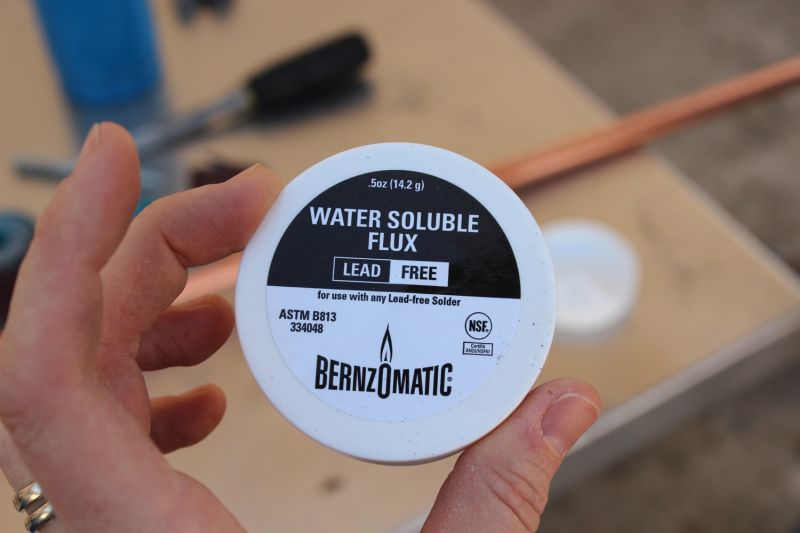 .5oz (14.2 g)
WATER SOLUBLE
FLUX
LEAD FREE
for use with any Lead-free Solder
ASTM B813
334048
NSF®
BERNZOMATIC®